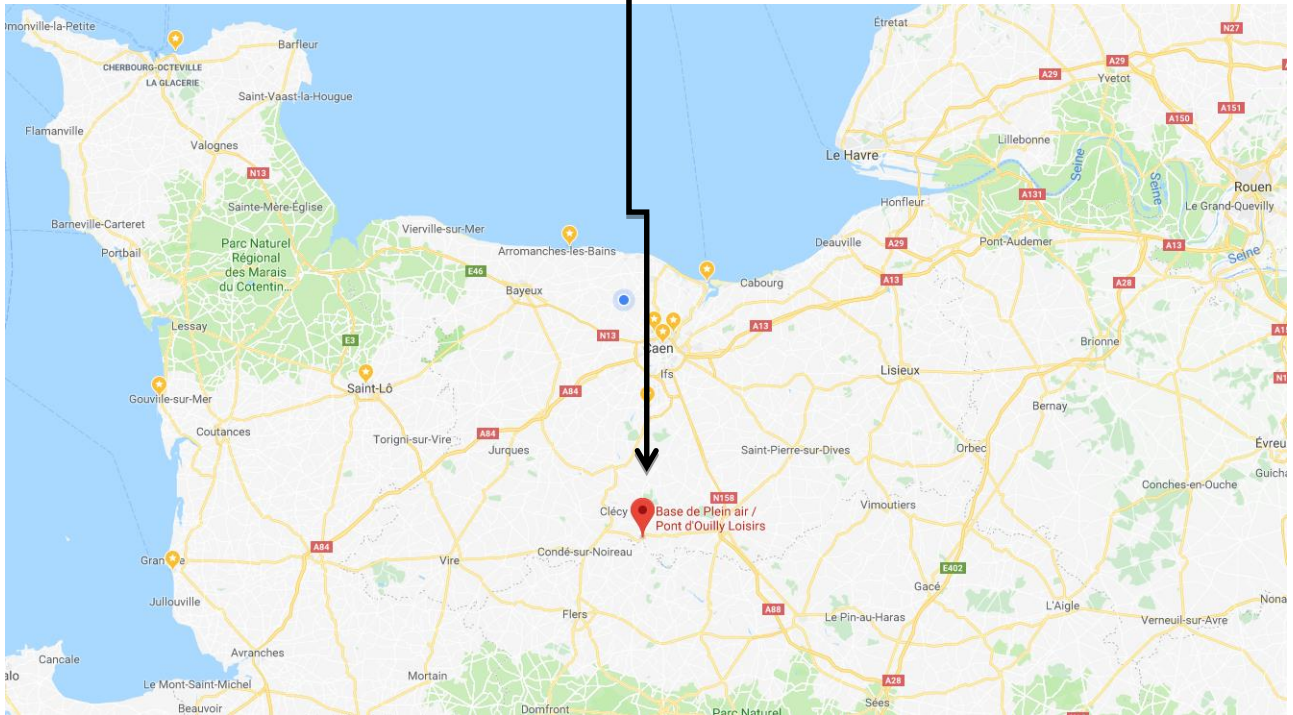 Omonville-la-Petite
Étretat
N27
Barfleur
CHERBOURG-OCTEVILLE
LA GLACERIE
A29
A29
Yvetot
Saint-Vaast-la-Hougue
A151
A150
Flamanville
Valognes
Lillebonne
Le Havre
Seine
Seine
N13
A131
Rouen
Sainte-Mère-Église
Honfleur
Le Grand-Quevilly
Barneville-Carteret
Vierville-sur-Mer
Deauville
A29
Pont-Audemer
A13
Portbail
Parc Naturel
Régional
des Marais
du Cotentin...
Arromanches-les-Bains
Seine
E46
Cabourg
A13
A28
Bayeux
Lessay
N13
A13
E3
Caen
Brionne
Ifs
Lisieux
Saint-Lô
Gouville-sur-Mer
A84
Bernay
Coutances
Torigni-sur-Vire
A84
Jurques
Saint-Pierre-sur-Dives
Orbec
Évreu
Conches-en-Ouche
N158
Vimoutiers
Clécy
Base de Plein air /
Pont d'Ouilly Loisirs
A84
Vire
Condé-sur-Noireau
E402
Gacé
Jullouville
Flers
A88
Le Pin-au-Haras
L'Aigle
Nona
Verneuil-sur-Avre
Cancale
Avranches
alo
Le Mont-Saint-Michel
Mortain
A28
Beauvoir
Domfront
Parc Naturel
Sées